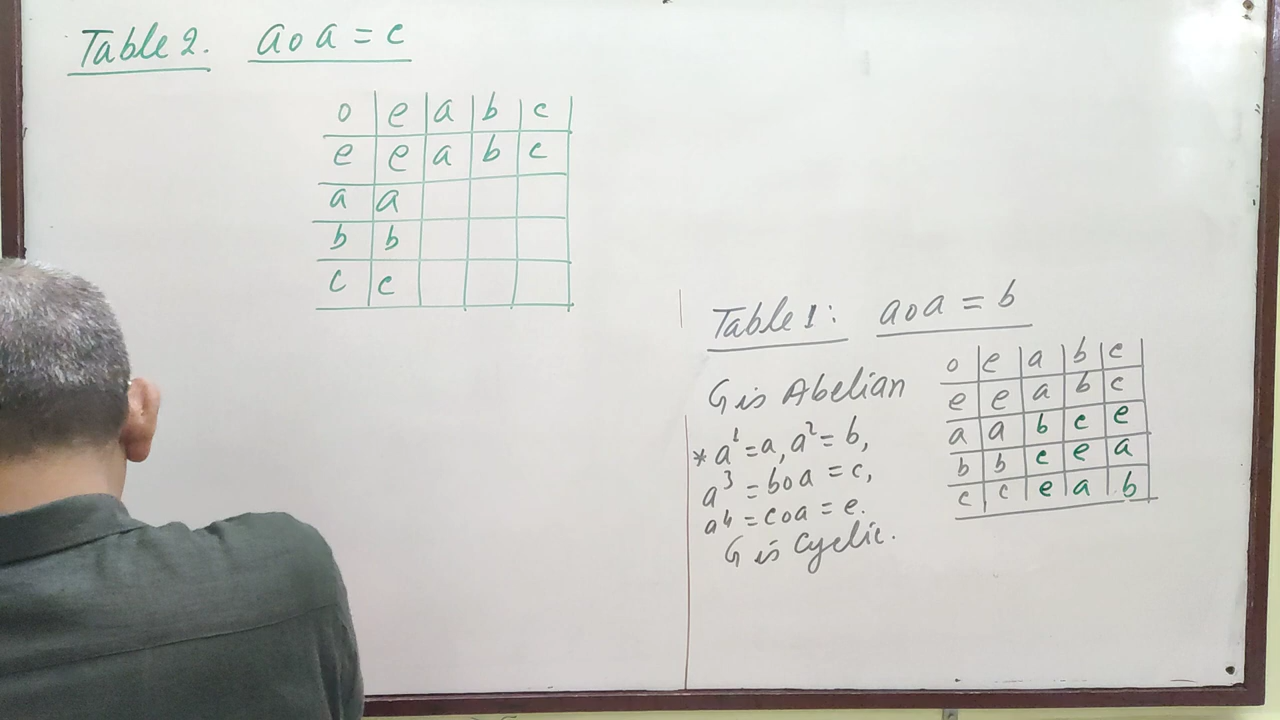 Table 2. a o a = c
o e a b c
e e a b c
a a
b b
c c
Table 1: a o a = b
o e a b c
e e a b c
a a b c e
b b c e a
c c e a b
G is Abelian
* a¹ = a, a² = b,
a³ = b o a = c,
a⁴ = c o a = e.
G is Cyclic.